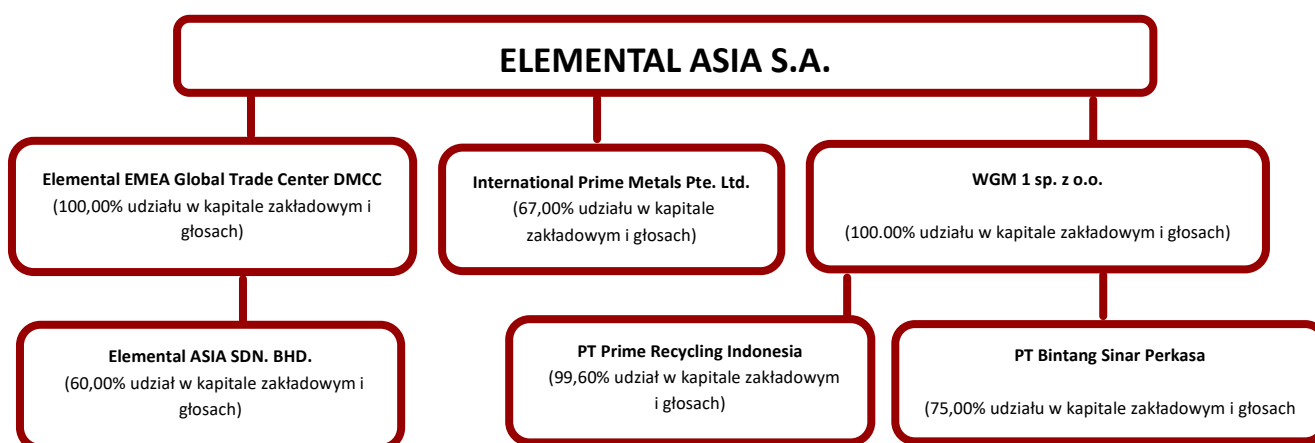 ELEMENTAL ASIA S.A.
Elemental EMEA Global Trade Center DMCC
(100,00% udziału w kapitale zakładowym i
głosach)
International Prime Metals Pte. Ltd.
(67,00% udziału w kapitale
zakładowym i głosach)
WGM 1 sp. z o.o.
(100.00% udziału w kapitale zakładowym i głosach)
Elemental ASIA SDN. BHD.
(60,00% udział w kapitale zakładowym i
głosach)
PT Prime Recycling Indonesia
(99,60% udział w kapitale zakładowym
i głosach)
PT Bintang Sinar Perkasa
(75,00% udziału w kapitale zakładowym i głosach